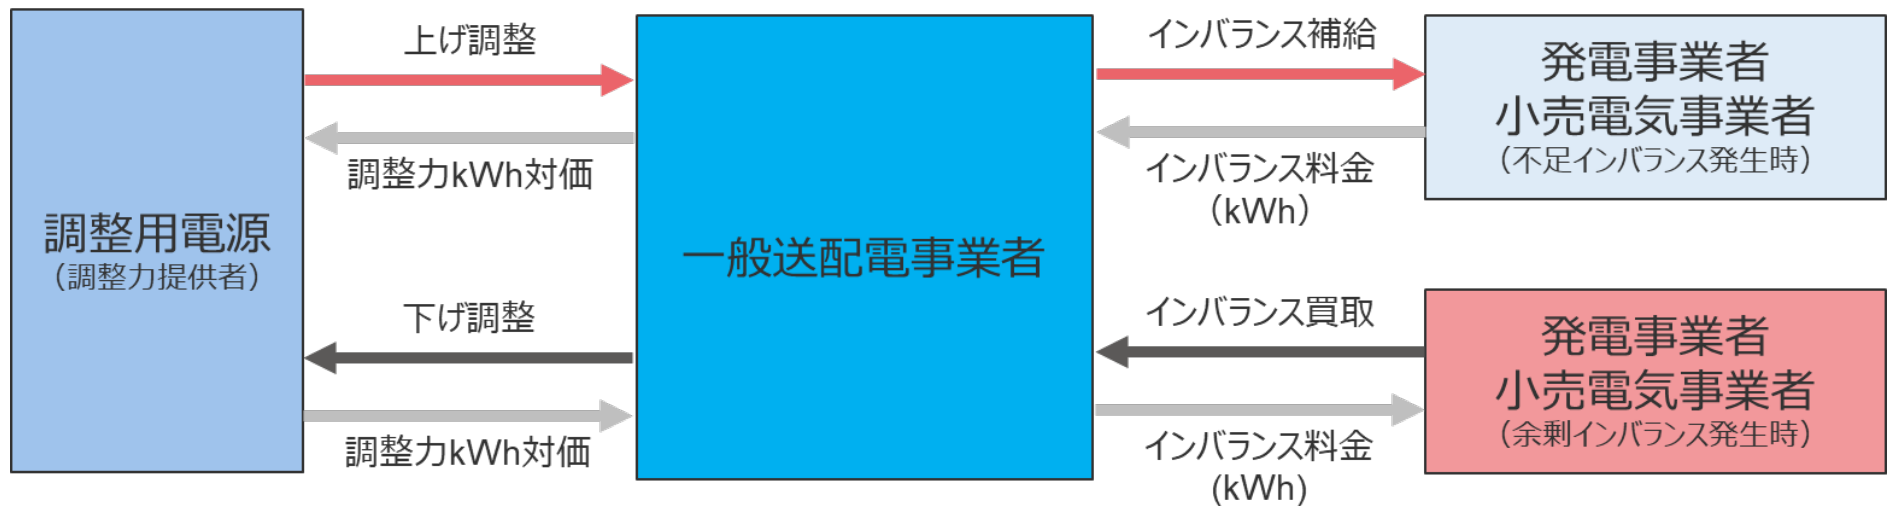 上げ調整
調整力kWh対価
調整用電源
（調整力提供者）
下げ調整
調整力kWh対価
一般送配電事業者
インバランス補給
インバランス料金
（kWh）
発電事業者
小売電気事業者
（不足インバランス発生時）
インバランス買取
インバランス料金
(kWh)
発電事業者
小売電気事業者
（余剰インバランス発生時）